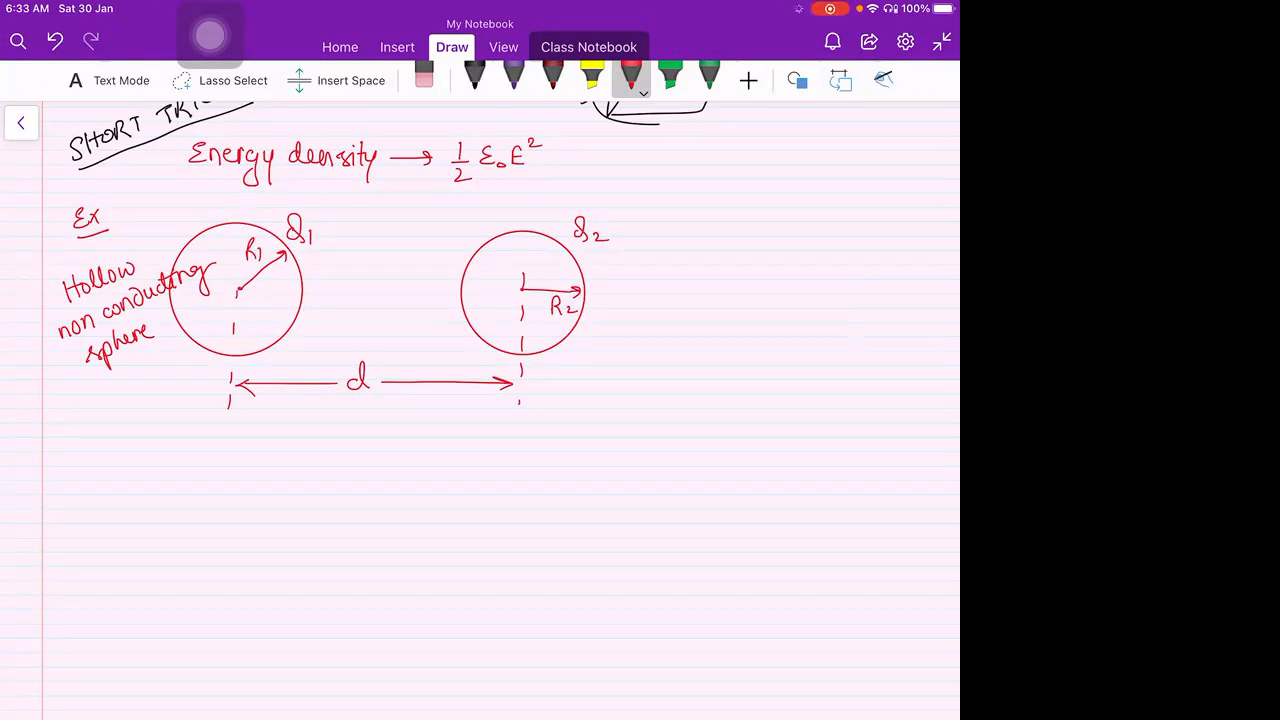 6:33 AM Sat 30 Jan
100%
My Notebook
Home Insert Draw View Class Notebook
A Text Mode Lasso Select Insert Space
SHORT
Energy density → 1/2 ε₀E²
Ex
Q₁
Q₂
R₁
R₂
Hollow
non conducting
sphere
d